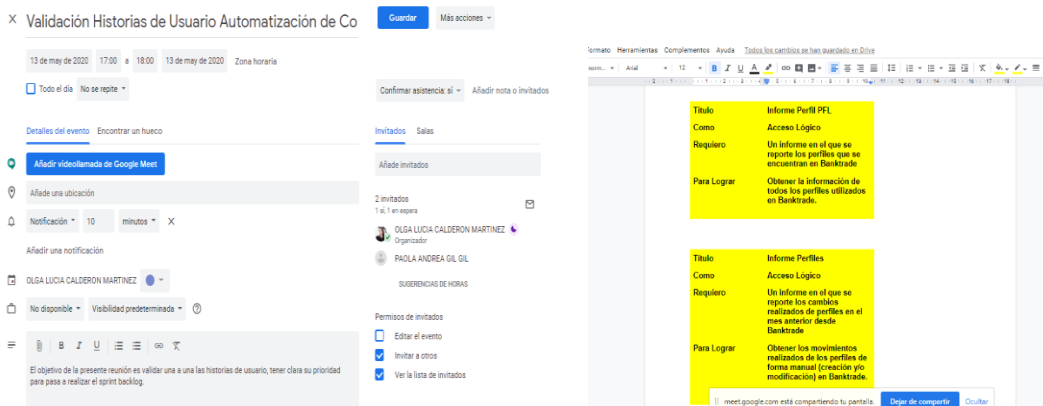 Validación Historias de Usuario Automatización de Co
Guardar
Más acciones
13 de may de 2020 17:00 a 18:00 13 de may de 2020 Zona horaria
Todo el día No se repite
Confirmar asistencia: sí Añadir nota o invitados
Detalles del evento Encontrar un hueco
Invitados Salas
Añadir videollamada de Google Meet
Añade invitados
Añade una ubicación
2 invitados
1 sí, 1 en espera
Notificación 10 minutos X
OLGA LUCIA CALDERON MARTINEZ
Organizador
Añadir una notificación
PAOLA ANDREA GIL GIL
OLGA LUCIA CALDERON MARTINEZ
SUGERENCIAS DE HORAS
No disponible Visibilidad predeterminada
Permisos de invitados
Editar el evento
B I U
Invitar a otros
Ver la lista de invitados
El objetivo de la presente reunión es validar una a una las historias de usuario, tener clara su prioridad
para pasa a realizar el sprint backlog.
ormato Herramientas Complementos Ayuda Todos los cambios se han guardado en Drive
Arial 12 B I U A
Título Informe Perfil PFL
Como Acceso Lógico
Requiero Un informe en el que se
reporte los perfiles que se
encuentran en Banktrade
Para Lograr Obtener la información de
todos los perfiles utilizados
en Banktrade.
Título Informe Perfiles
Como Acceso Lógico
Requiero Un informe en el que se
reporte los cambios
realizados de perfiles en el
mes anterior desde
Banktrade
Para Lograr Obtener los movimientos
realizados de los perfiles de
forma manual (creación y/o
modificación) en Banktrade.
meet.google.com está compartiendo tu pantalla. Dejar de compartir Ocultar